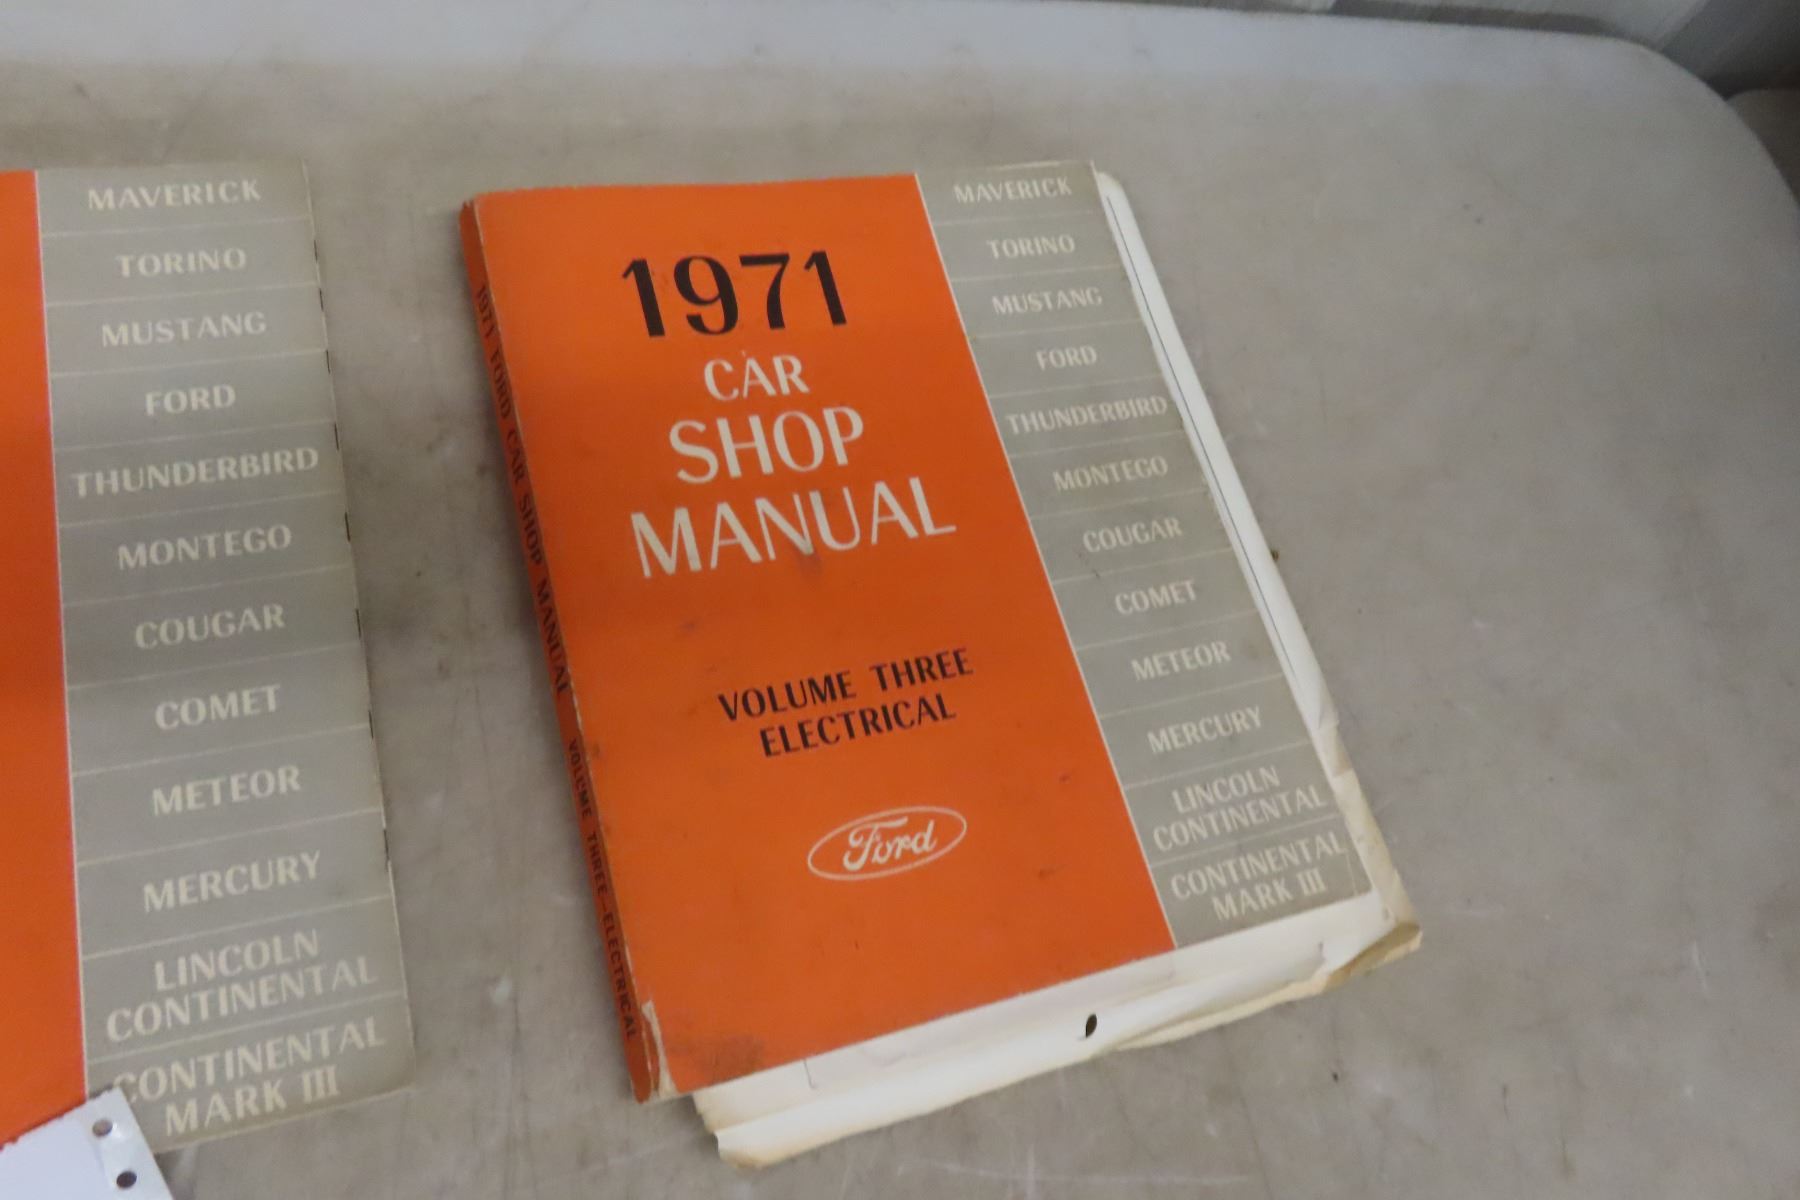 MAVERICK
TORINO
MUSTANG
FORD
THUNDERBIRD
MONTEGO
COUGAR
COMET
METEOR
MERCURY
LINCOLN
CONTINENTAL
CONTINENTAL
MARK III
1971 FORD CAR SHOP MANUAL VOLUME THREE-ELECTRICAL
1971
CAR
SHOP
MANUAL
VOLUME THREE
ELECTRICAL
Ford
MAVERICK
TORINO
MUSTANG
FORD
THUNDERBIRD
MONTEGO
COUGAR
COMET
METEOR
MERCURY
LINCOLN
CONTINENTAL
CONTINENTAL
MARK III